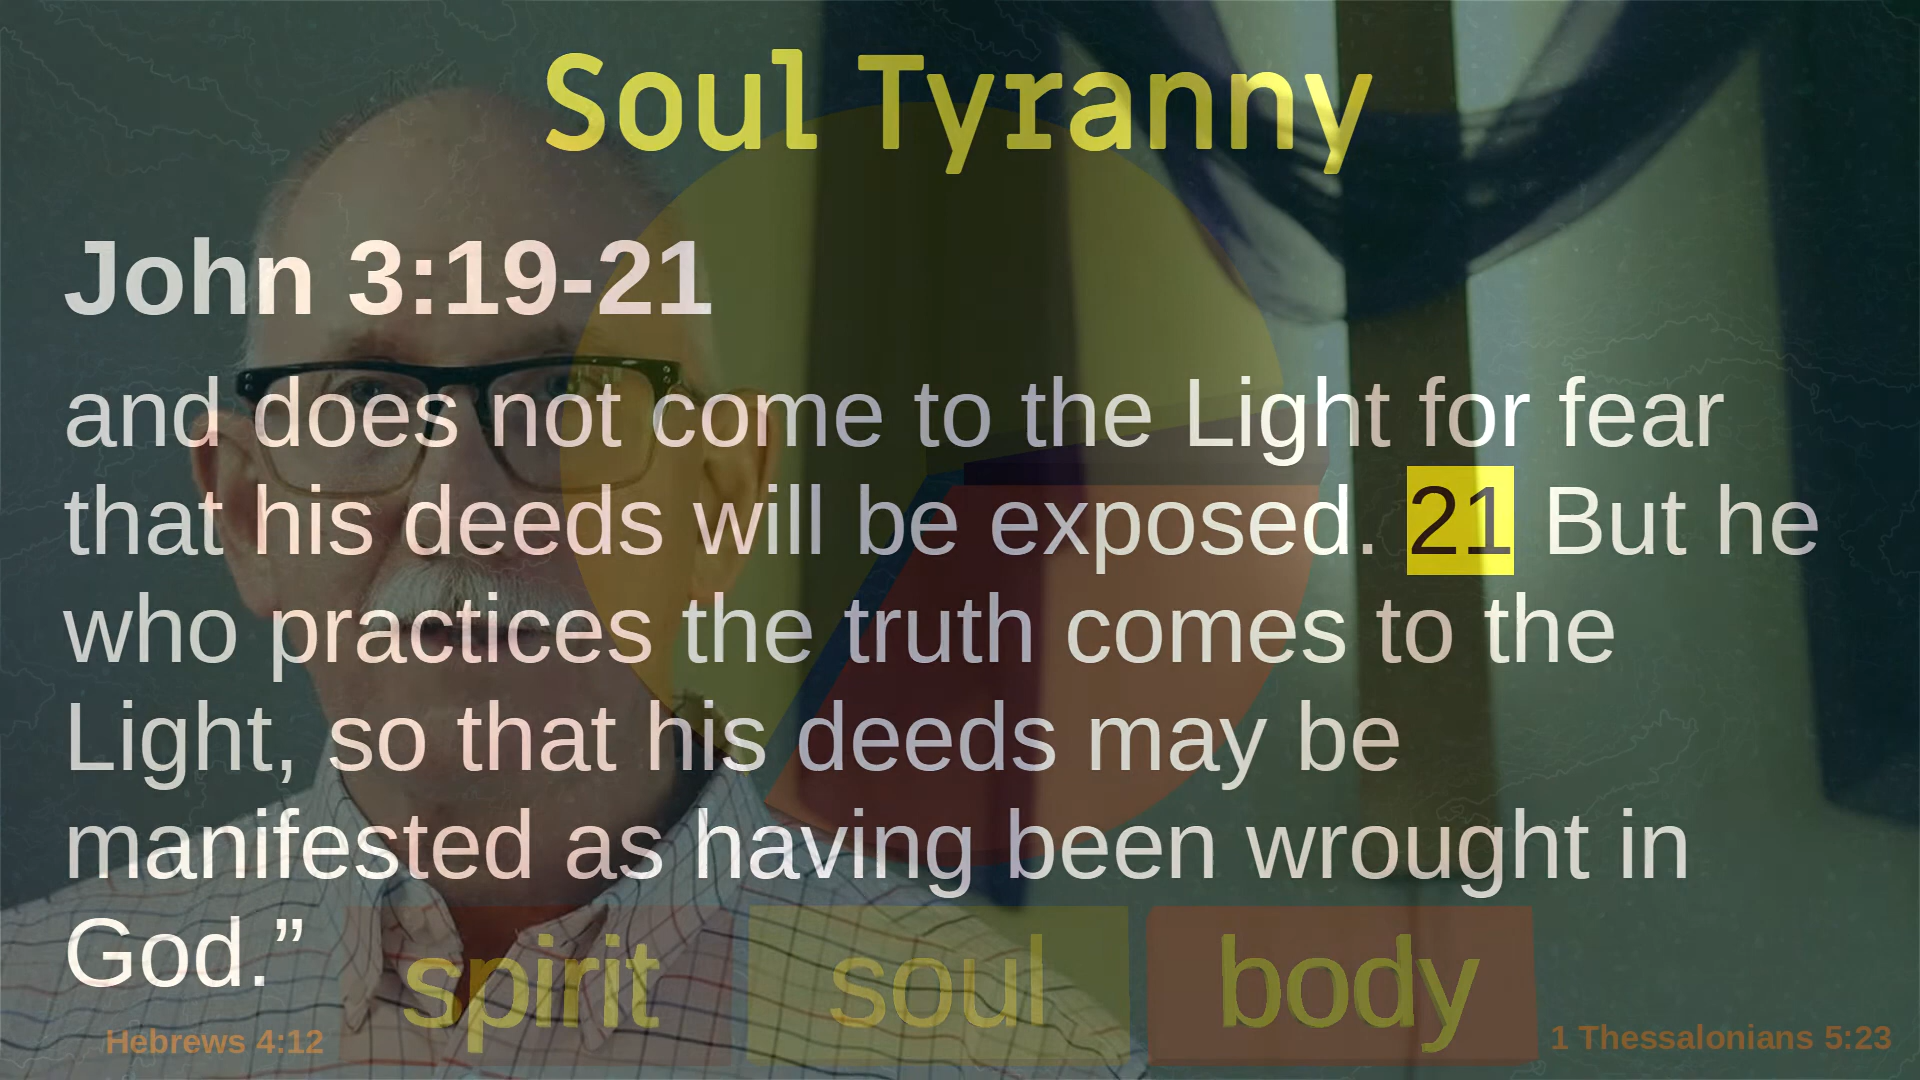 Soul Tyranny
John 3:19-21
and does not come to the Light for fear
that his deeds will be exposed. 21 But he
who practices the truth comes to the
Light, so that his deeds may be
manifested as having been wrought in
God.”
spirit soul body
Hebrews 4:12
1 Thessalonians 5:23